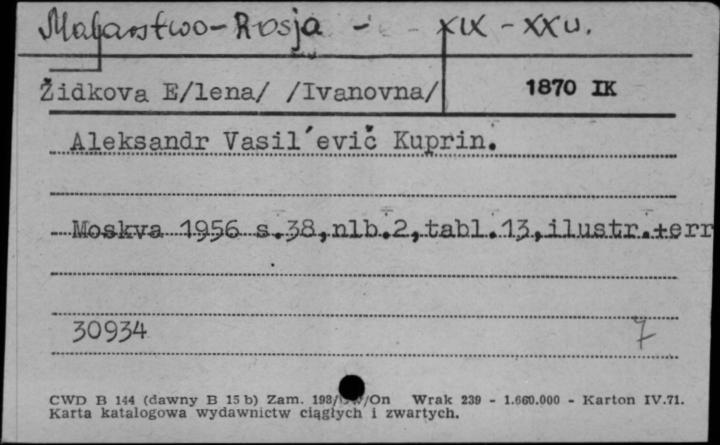 Malarstwo - Rosja - XIX - XX w.
Židkova E/lena/ /Ivanovna/
1870 IK
Aleksandr Vasil´evič Kuprin.
Moskva 1956 s.38,nlb.2,tabl.13,ilustr.+err
30934
7
CWD B 144 (dawny B 15 b) Zam. 198/ /On Wrak 239 - 1.660.000 - Karton IV.71.
Karta katalogowa wydawnictw ciągłych i zwartych.